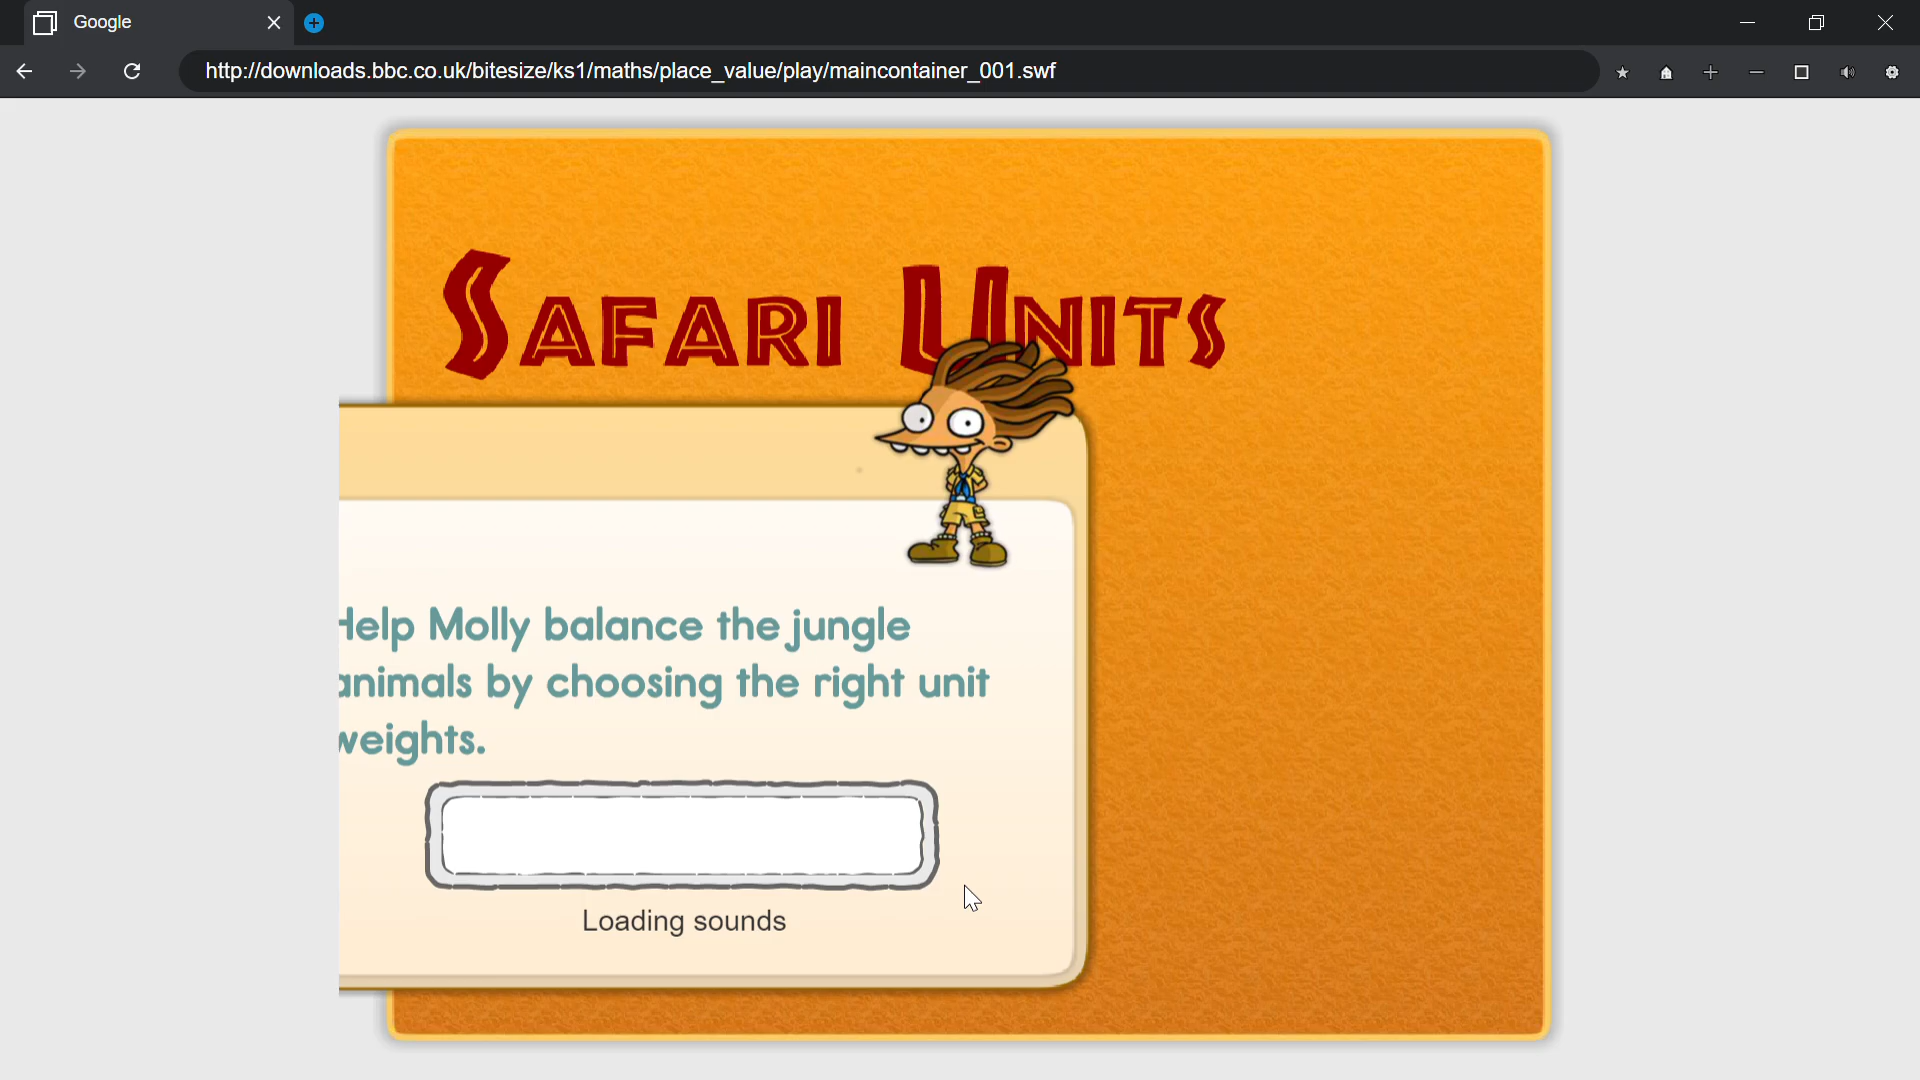 Google
http://downloads.bbc.co.uk/bitesize/ks1/maths/place_value/play/maincontainer_001.swf
SAFARI UNITS
Help Molly balance the jungle
animals by choosing the right unit
weights.
Loading sounds